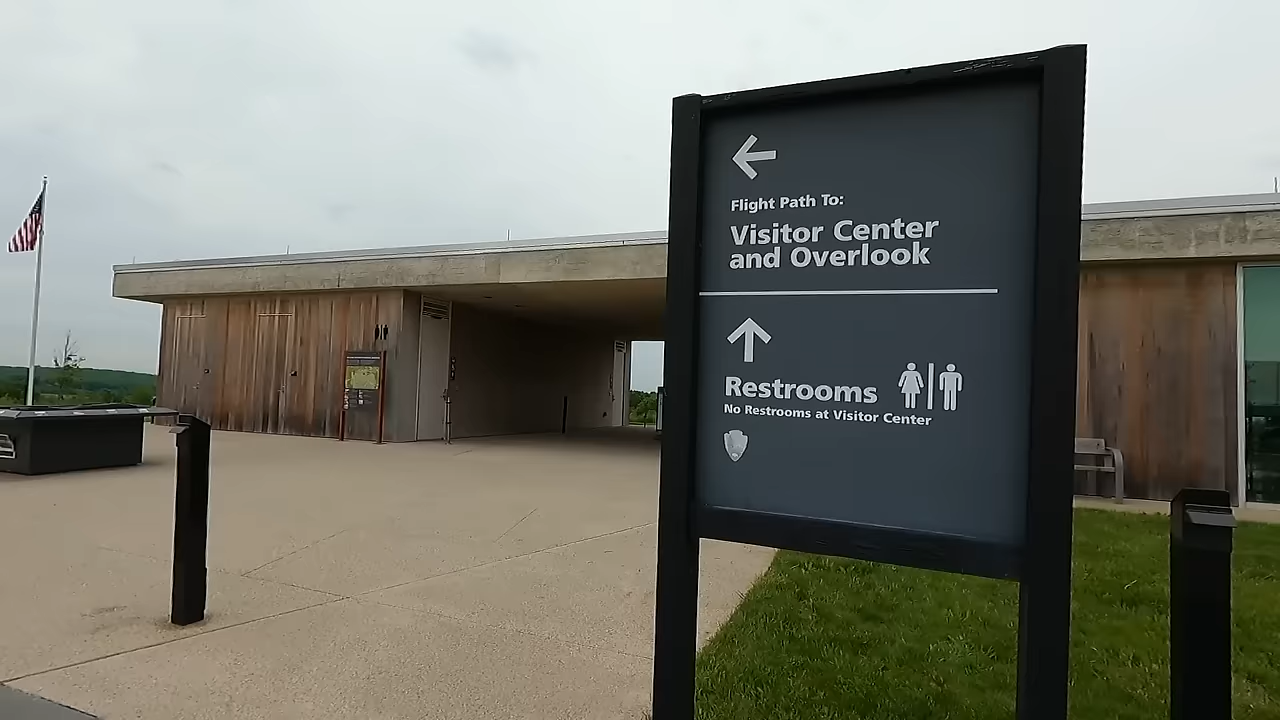 Flight Path To:
Visitor Center
and Overlook
Restrooms
No Restrooms at Visitor Center